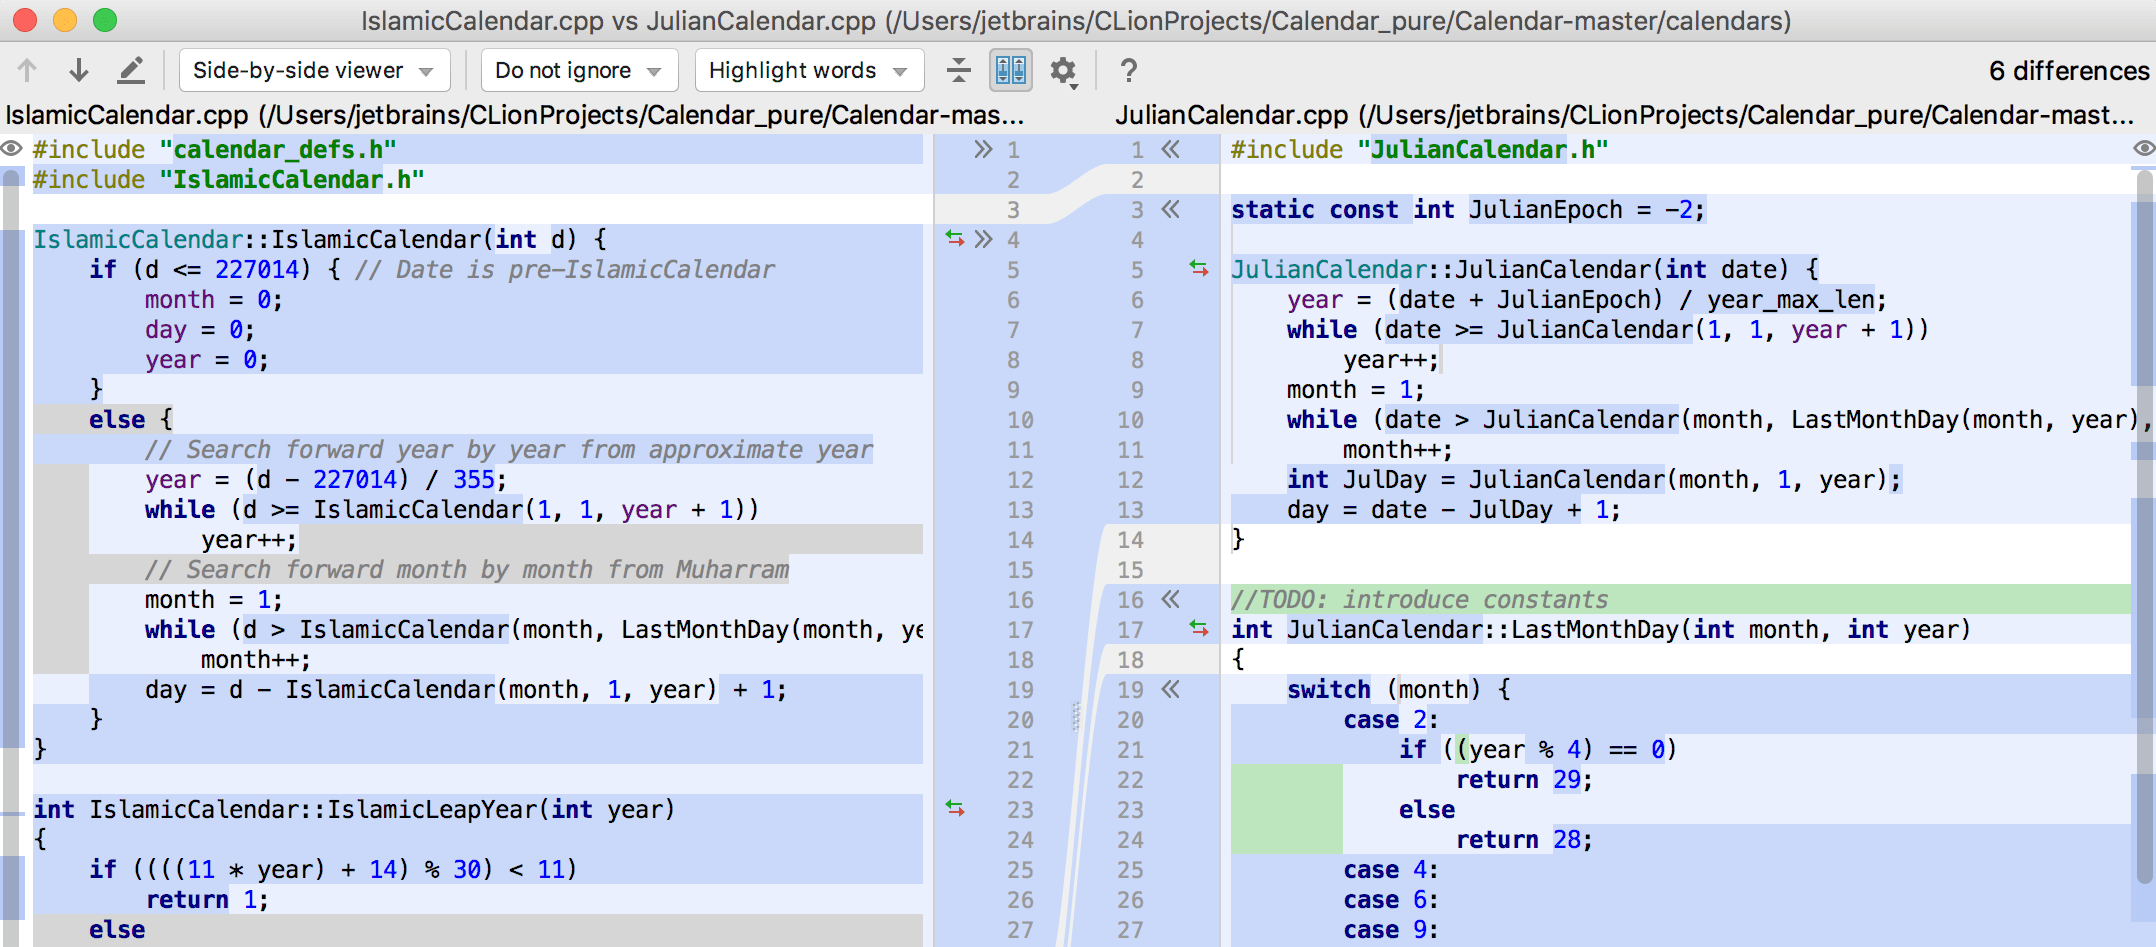 IslamicCalendar.cpp vs JulianCalendar.cpp (/Users/jetbrains/CLionProjects/Calendar_pure/Calendar-master/calendars)
Side-by-side viewer Do not ignore Highlight words ? 6 differences
IslamicCalendar.cpp (/Users/jetbrains/CLionProjects/Calendar_pure/Calendar-mas...
#include "calendar_defs.h"
#include "IslamicCalendar.h"

IslamicCalendar::IslamicCalendar(int d) {
    if (d <= 227014) { // Date is pre-IslamicCalendar
        month = 0;
        day = 0;
        year = 0;
    }
    else {
        // Search forward year by year from approximate year
        year = (d - 227014) / 355;
        while (d >= IslamicCalendar(1, 1, year + 1))
            year++;
        // Search forward month by month from Muharram
        month = 1;
        while (d > IslamicCalendar(month, LastMonthDay(month, ye
            month++;
        day = d - IslamicCalendar(month, 1, year) + 1;
    }
}

int IslamicCalendar::IslamicLeapYear(int year)
{
    if ((((11 * year) + 14) % 30) < 11)
        return 1;
    else
1 1
2 2
3 3
4 4
5 5
6 6
7 7
8 8
9 9
10 10
11 11
12 12
13 13
14 14
15 15
16 16
17 17
18 18
19 19
20 20
21 21
22 22
23 23
24 24
25 25
26 26
27 27
JulianCalendar.cpp (/Users/jetbrains/CLionProjects/Calendar_pure/Calendar-mast...
#include "JulianCalendar.h"

static const int JulianEpoch = -2;

JulianCalendar::JulianCalendar(int date) {
    year = (date + JulianEpoch) / year_max_len;
    while (date >= JulianCalendar(1, 1, year + 1))
        year++;
    month = 1;
    while (date > JulianCalendar(month, LastMonthDay(month, year),
        month++;
    int JulDay = JulianCalendar(month, 1, year);
    day = date - JulDay + 1;
}

//TODO: introduce constants
int JulianCalendar::LastMonthDay(int month, int year)
{
    switch (month) {
        case 2:
            if ((year % 4) == 0)
                return 29;
            else
                return 28;
        case 4:
        case 6:
        case 9: